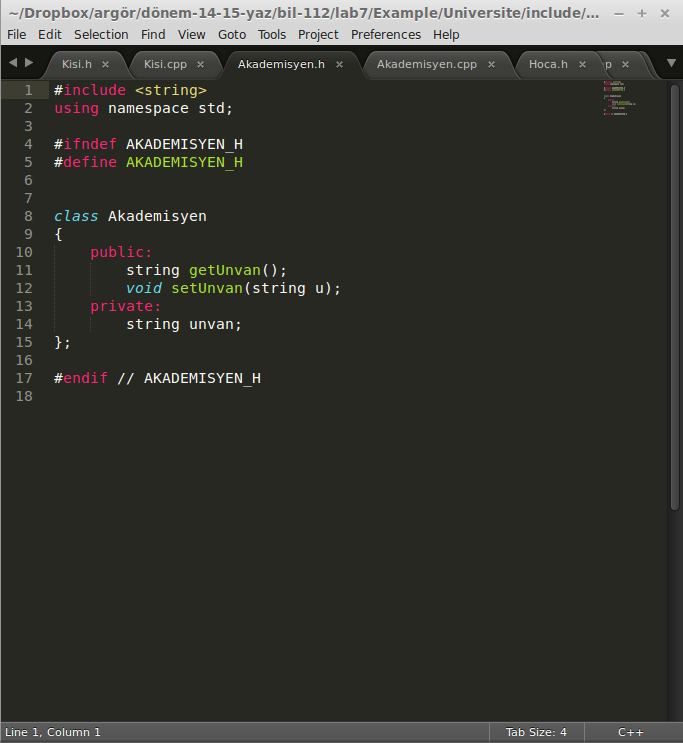 ~/Dropbox/argör/dönem-14-15-yaz/bil-112/lab7/Example/Universite/include/...
File Edit Selection Find View Goto Tools Project Preferences Help
Kisi.h Kisi.cpp Akademisyen.h Akademisyen.cpp Hoca.h p
1 #include <string>
2 using namespace std;
3
4 #ifndef AKADEMISYEN_H
5 #define AKADEMISYEN_H
6
7
8 class Akademisyen
9 {
10 public:
11 string getUnvan();
12 void setUnvan(string u);
13 private:
14 string unvan;
15 };
16
17 #endif // AKADEMISYEN_H
18
Line 1, Column 1 Tab Size: 4 C++